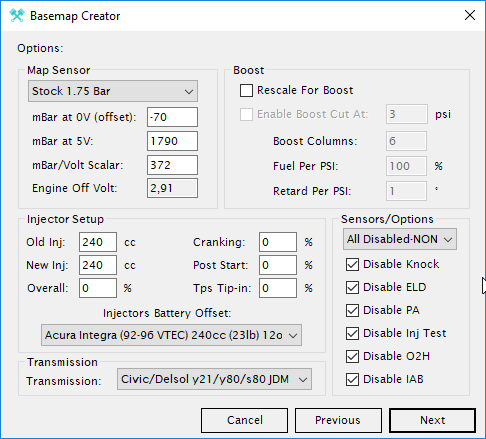 Basemap Creator
Options:
Map Sensor
Stock 1.75 Bar
mBar at 0V (offset): -70
mBar at 5V: 1790
mBar/Volt Scalar: 372
Engine Off Volt: 2,91
Boost
Rescale For Boost
Enable Boost Cut At: 3 psi
Boost Columns: 6
Fuel Per PSI: 100 %
Retard Per PSI: 1 °
Injector Setup
Old Inj: 240 cc Cranking: 0 %
New Inj: 240 cc Post Start: 0 %
Overall: 0 % Tps Tip-in: 0 %
Injectors Battery Offset:
Acura Integra (92-96 VTEC) 240cc (23lb) 12o
Transmission
Transmission: Civic/Delsol y21/y80/s80 JDM
Sensors/Options
All Disabled-NON
Disable Knock
Disable ELD
Disable PA
Disable Inj Test
Disable O2H
Disable IAB
Cancel Previous Next